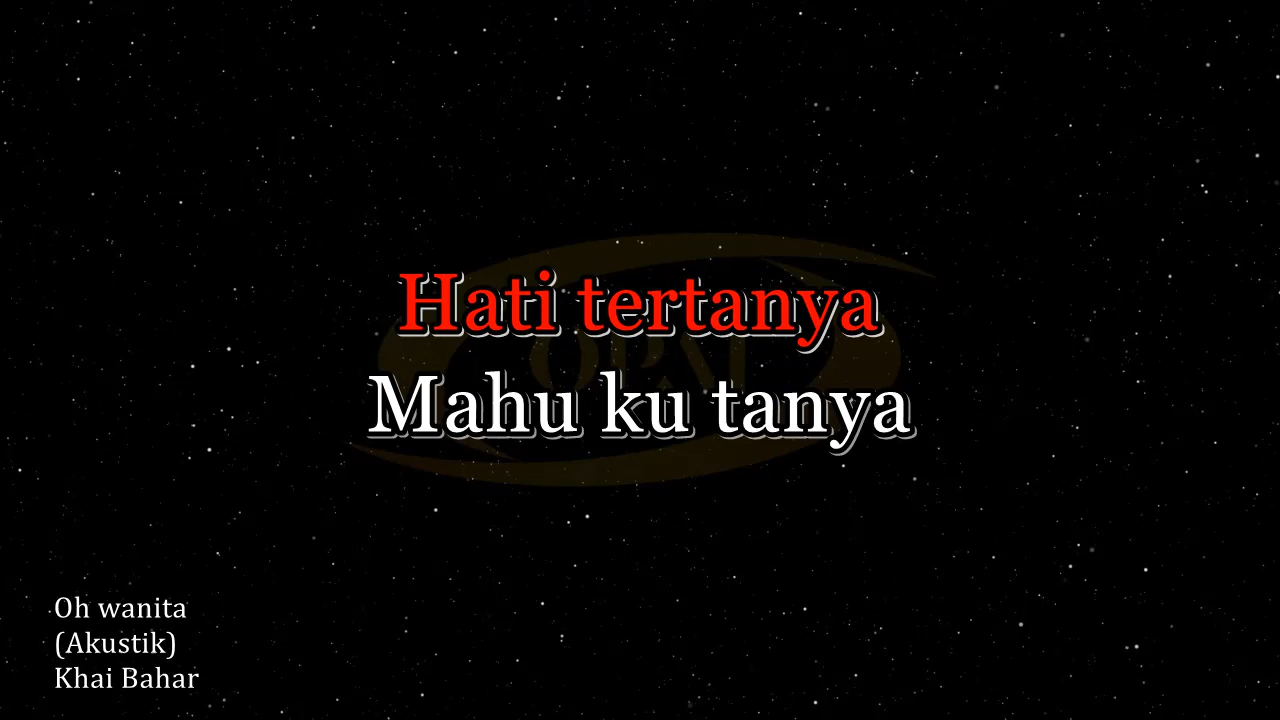 Hati tertanya
Mahu ku tanya
Oh wanita
(Akustik)
Khai Bahar